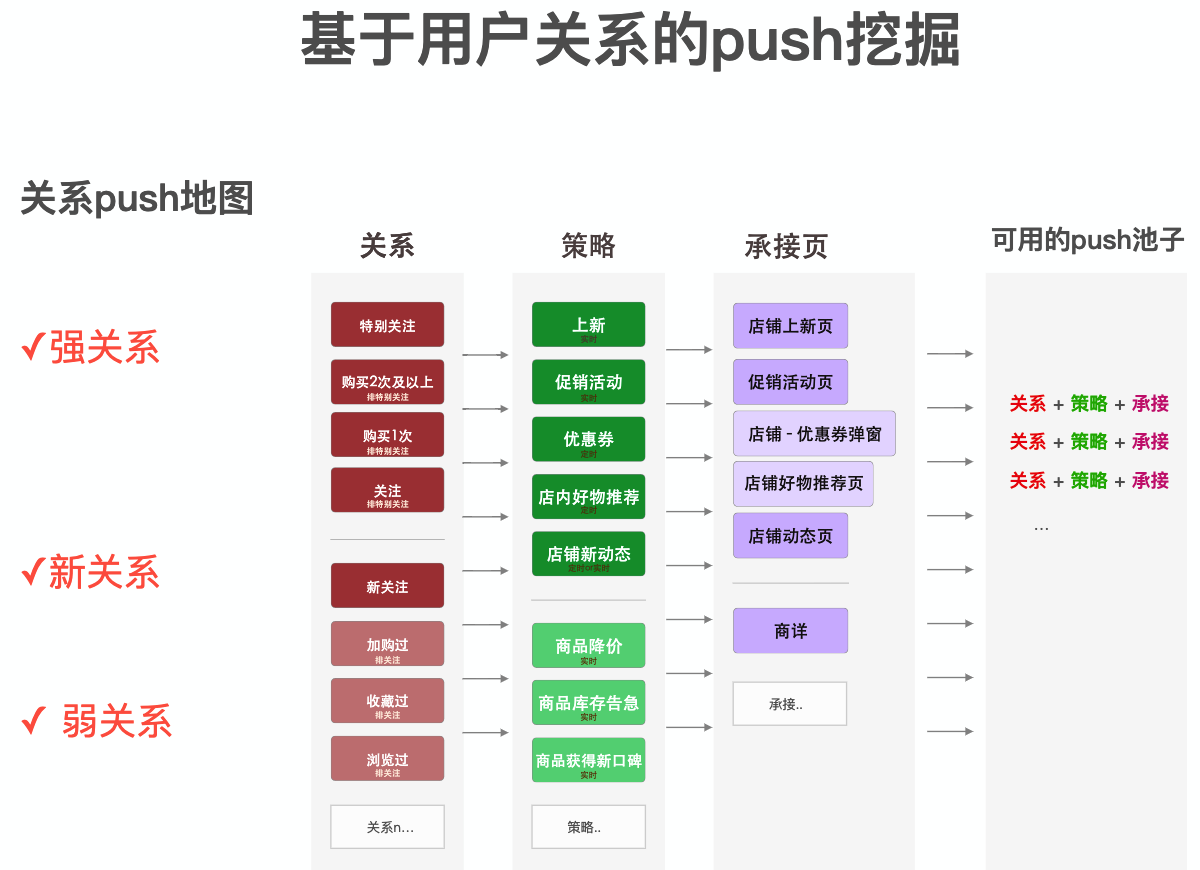 基于用户关系的push挖掘
关系push地图
✓强关系
✓新关系
✓ 弱关系
关系
特别关注
购买2次及以上
排特别关注
购买1次
排特别关注
关注
排特别关注
新关注
加购过
排关注
收藏过
排关注
浏览过
排关注
关系n...
策略
上新
实时
促销活动
实时
优惠券
定时
店内好物推荐
定时
店铺新动态
定时or实时
商品降价
实时
商品库存告急
实时
商品获得新口碑
实时
策略..
承接页
店铺上新页
促销活动页
店铺 - 优惠券弹窗
店铺好物推荐页
店铺动态页
商详
承接..
可用的push池子
关系 + 策略 + 承接
关系 + 策略 + 承接
关系 + 策略 + 承接
...